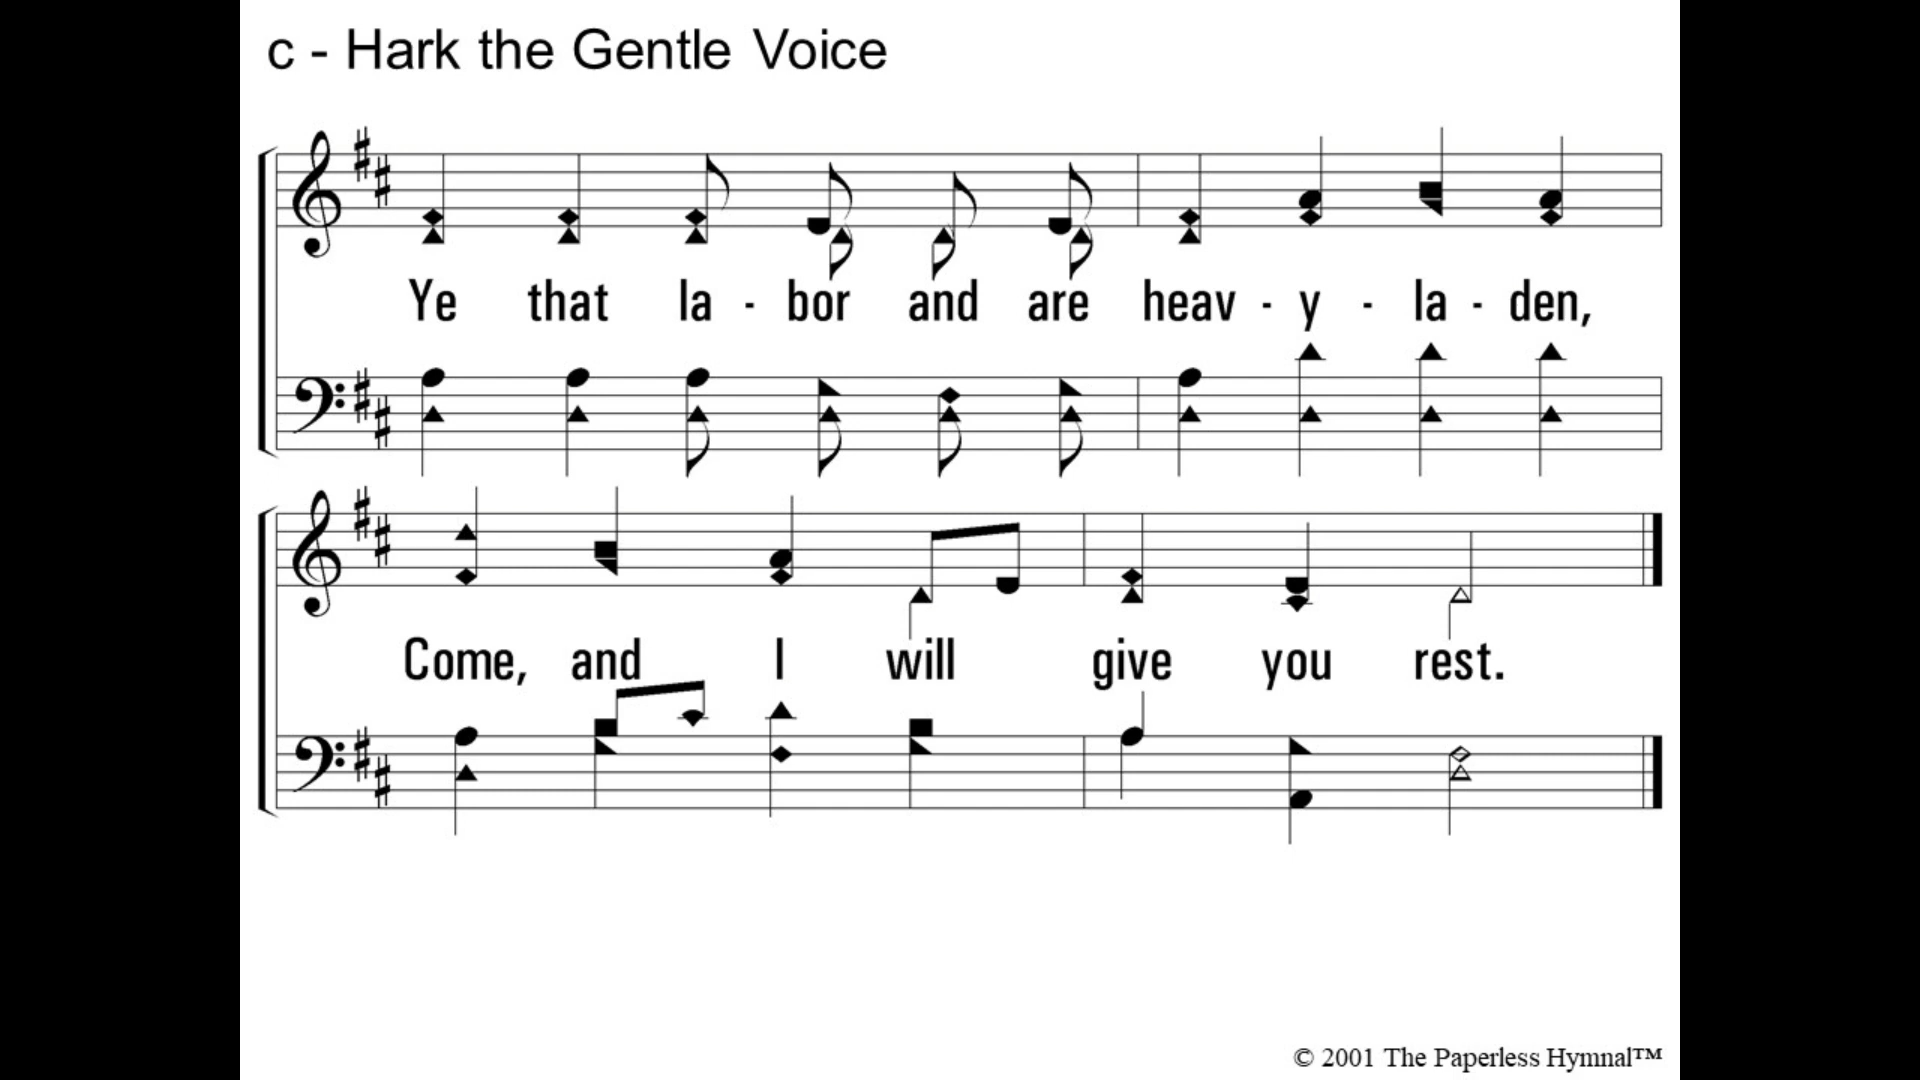 c - Hark the Gentle Voice
Ye that la - bor and are heav - y - la - den,
Come, and I will give you rest.
© 2001 The Paperless Hymnal™